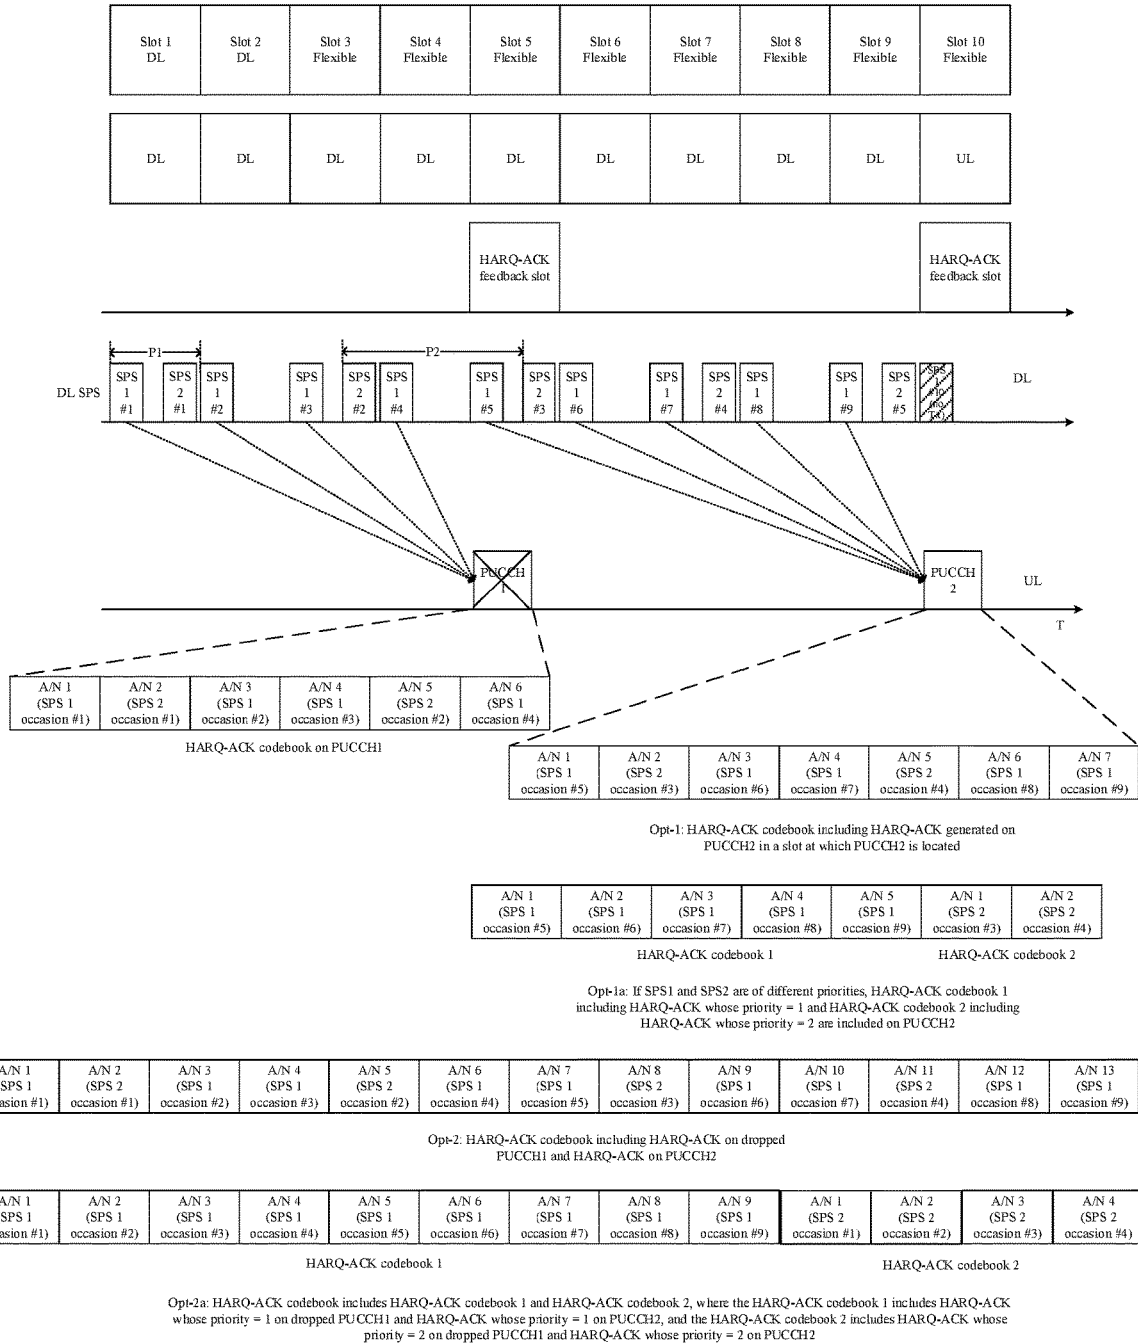 Slot 1 Slot 2 Slot 3 Slot 4 Slot 5 Slot 6 Slot 7 Slot 8 Slot 9 Slot 10
DL DL Flexible Flexible Flexible Flexible Flexible Flexible Flexible Flexible
DL DL DL DL DL DL DL DL DL UL
HARQ-ACK HARQ-ACK
feedback slot feedback slot
P1 P2
SPS SPS SPS SPS SPS SPS SPS SPS SPS SPS SPS SPS SPS SPS SPS
DL SPS 1 2 1 1 2 1 1 2 1 1 2 1 1 2 1 DL
#1 #1 #2 #3 #2 #4 #5 #3 #6 #7 #4 #8 #9 #5 #10
PUCCH PUCCH UL
1 2
T
A/N 1 A/N 2 A/N 3 A/N 4 A/N 5 A/N 6
(SPS 1 (SPS 2 (SPS 1 (SPS 1 (SPS 2 (SPS 1
occasion #1) occasion #1) occasion #2) occasion #3) occasion #2) occasion #4)
HARQ-ACK codebook on PUCCH1
A/N 1 A/N 2 A/N 3 A/N 4 A/N 5 A/N 6 A/N 7
(SPS 1 (SPS 2 (SPS 1 (SPS 1 (SPS 2 (SPS 1 (SPS 1
occasion #5) occasion #3) occasion #6) occasion #7) occasion #4) occasion #8) occasion #9)
Opt-1: HARQ-ACK codebook including HARQ-ACK generated on
PUCCH2 in a slot at which PUCCH2 is located
A/N 1 A/N 2 A/N 3 A/N 4 A/N 5 A/N 1 A/N 2
(SPS 1 (SPS 1 (SPS 1 (SPS 1 (SPS 1 (SPS 2 (SPS 2
occasion #5) occasion #6) occasion #7) occasion #8) occasion #9) occasion #3) occasion #4)
HARQ-ACK codebook 1 HARQ-ACK codebook 2
Opt-1a: If SPS1 and SPS2 are of different priorities, HARQ-ACK codebook 1
including HARQ-ACK whose priority = 1 and HARQ-ACK codebook 2 including
HARQ-ACK whose priority = 2 are included on PUCCH2
A/N 1 A/N 2 A/N 3 A/N 4 A/N 5 A/N 6 A/N 7 A/N 8 A/N 9 A/N 10 A/N 11 A/N 12 A/N 13
SPS 1 (SPS 2 (SPS 1 (SPS 1 (SPS 2 (SPS 1 (SPS 1 (SPS 2 (SPS 1 (SPS 1 (SPS 2 (SPS 1 (SPS 1
asion #1) occasion #1) occasion #2) occasion #3) occasion #2) occasion #4) occasion #5) occasion #3) occasion #6) occasion #7) occasion #4) occasion #8) occasion #9)
Opt-2: HARQ-ACK codebook including HARQ-ACK on dropped
PUCCH1 and HARQ-ACK on PUCCH2
A/N 1 A/N 2 A/N 3 A/N 4 A/N 5 A/N 6 A/N 7 A/N 8 A/N 9 A/N 1 A/N 2 A/N 3 A/N 4
SPS 1 (SPS 1 (SPS 1 (SPS 1 (SPS 1 (SPS 1 (SPS 1 (SPS 1 (SPS 1 (SPS 2 (SPS 2 (SPS 2 (SPS 2
asion #1) occasion #2) occasion #3) occasion #4) occasion #5) occasion #6) occasion #7) occasion #8) occasion #9) occasion #1) occasion #2) occasion #3) occasion #4)
HARQ-ACK codebook 1 HARQ-ACK codebook 2
Opt-2a: HARQ-ACK codebook includes HARQ-ACK codebook 1 and HARQ-ACK codebook 2, where the HARQ-ACK codebook 1 includes HARQ-ACK
whose priority = 1 on dropped PUCCH1 and HARQ-ACK whose priority = 1 on PUCCH2, and the HARQ-ACK codebook 2 includes HARQ-ACK whose
priority = 2 on dropped PUCCH1 and HARQ-ACK whose priority = 2 on PUCCH2